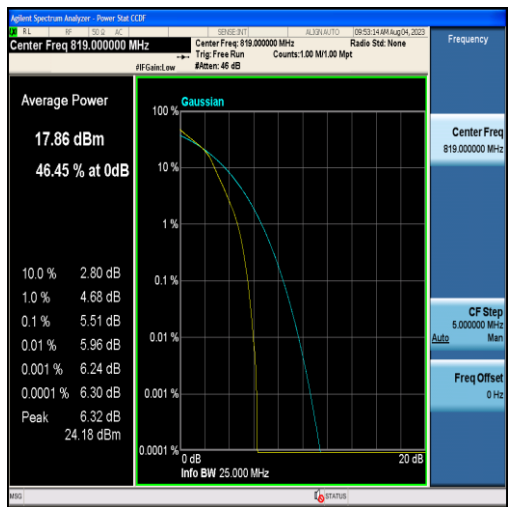 Agilent Spectrum Analyzer - Power Stat CCDF
RL RF 50 Ω AC SENSE:INT ALIGN AUTO 09:53:14 AM Aug 04, 2023
Center Freq 819.000000 MHz
Center Freq: 819.000000 MHz Radio Std: None
Trig: Free Run Counts:1.00 M/1.00 Mpt
#IFGain:Low #Atten: 46 dB
Frequency
Average Power
17.86 dBm
46.45 % at 0dB
10.0 % 2.80 dB
1.0 % 4.68 dB
0.1 % 5.51 dB
0.01 % 5.96 dB
0.001 % 6.24 dB
0.0001 % 6.30 dB
Peak 6.32 dB
24.18 dBm
Gaussian
100 %
10 %
1 %
0.1 %
0.01 %
0.001 %
0.0001 %
0 dB 20 dB
Info BW 25.000 MHz
Center Freq
819.000000 MHz
CF Step
5.000000 MHz
Auto Man
Freq Offset
0 Hz
MSG STATUS